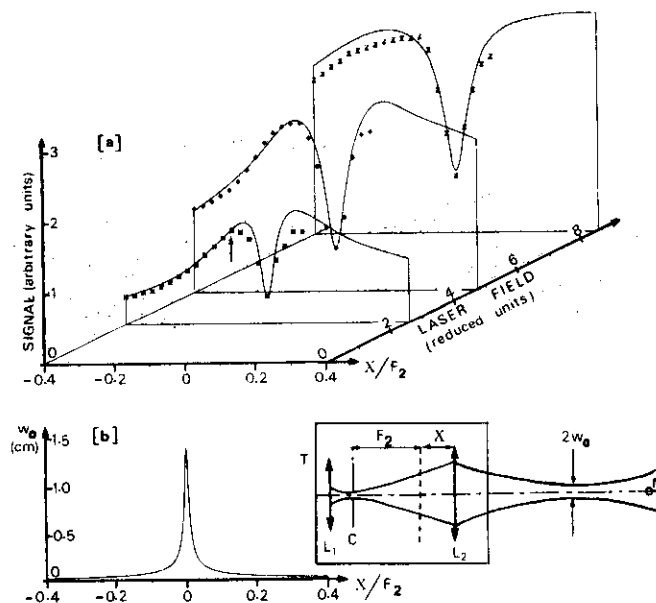 [a]
SIGNAL (arbitrary units)
3
2
1
0
-0.4
-0.2
0
0.2
0.4
X/F2
0
2
4
6
8
LASER FIELD
(reduced units)
[b]
w0
(cm)
1.5
1.0
0.5
0
-0.4
-0.2
0
0.2
0.4
X/F2
T
F2
X
2w0
L1
C
L2